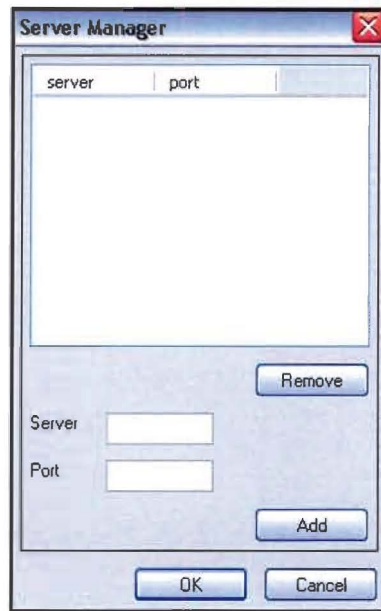 Server Manager
server port
Remove
Server
Port
Add
OK Cancel